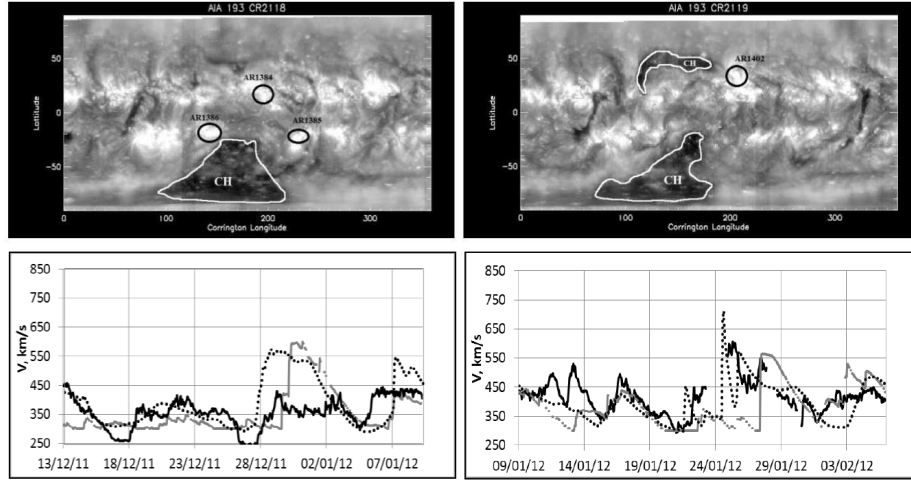 AIA 193 CR2118
50
0
-50
Lattitude
AR1384
AR1386
AR1385
CH
0 100 200 300
Carrington Longitude
AIA 193 CR2119
50
0
-50
Lattitude
CH
AR1402
CH
0 100 200 300
Carrington Longitude
850
750
650
550
450
350
250
V, km/s
13/12/11 18/12/11 23/12/11 28/12/11 02/01/12 07/01/12
850
750
650
550
450
350
250
V, km/s
09/01/12 14/01/12 19/01/12 24/01/12 29/01/12 03/02/12